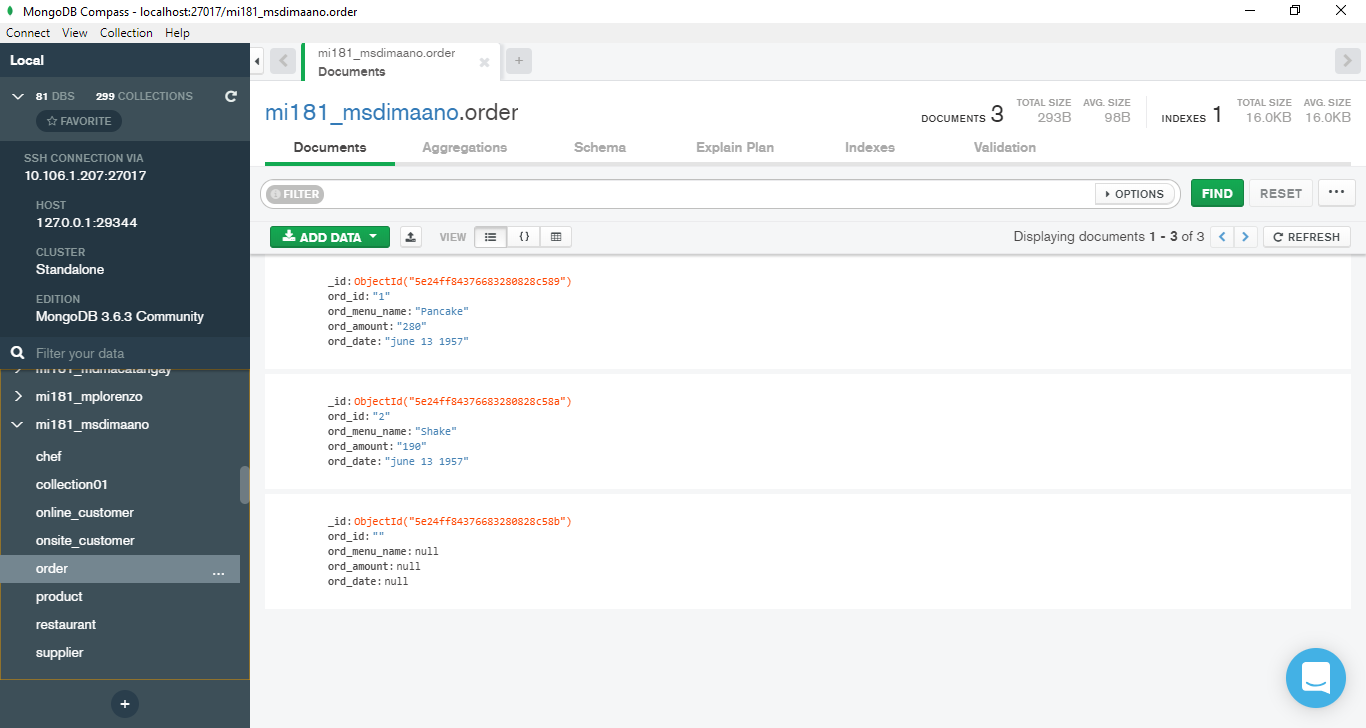 MongoDB Compass - localhost:27017/mi181_msdimaano.order
Connect View Collection Help
Local
81 DBS 299 COLLECTIONS
FAVORITE
SSH CONNECTION VIA
10.106.1.207:27017
HOST
127.0.0.1:29344
CLUSTER
Standalone
EDITION
MongoDB 3.6.3 Community
Filter your data
mi181_mdmacatangay
mi181_mplorenzo
mi181_msdimaano
chef
collection01
online_customer
onsite_customer
order ...
product
restaurant
supplier
+
mi181_msdimaano.order
Documents
+
mi181_msdimaano.order
DOCUMENTS 3 TOTAL SIZE 293B AVG. SIZE 98B INDEXES 1 TOTAL SIZE 16.0KB AVG. SIZE 16.0KB
Documents Aggregations Schema Explain Plan Indexes Validation
FILTER OPTIONS FIND RESET ...
ADD DATA VIEW {} Displaying documents 1 - 3 of 3 REFRESH
_id: ObjectId("5e24ff84376683280828c589")
ord_id: "1"
ord_menu_name: "Pancake"
ord_amount: "280"
ord_date: "june 13 1957"
_id: ObjectId("5e24ff84376683280828c58a")
ord_id: "2"
ord_menu_name: "Shake"
ord_amount: "190"
ord_date: "june 13 1957"
_id: ObjectId("5e24ff84376683280828c58b")
ord_id: ""
ord_menu_name: null
ord_amount: null
ord_date: null